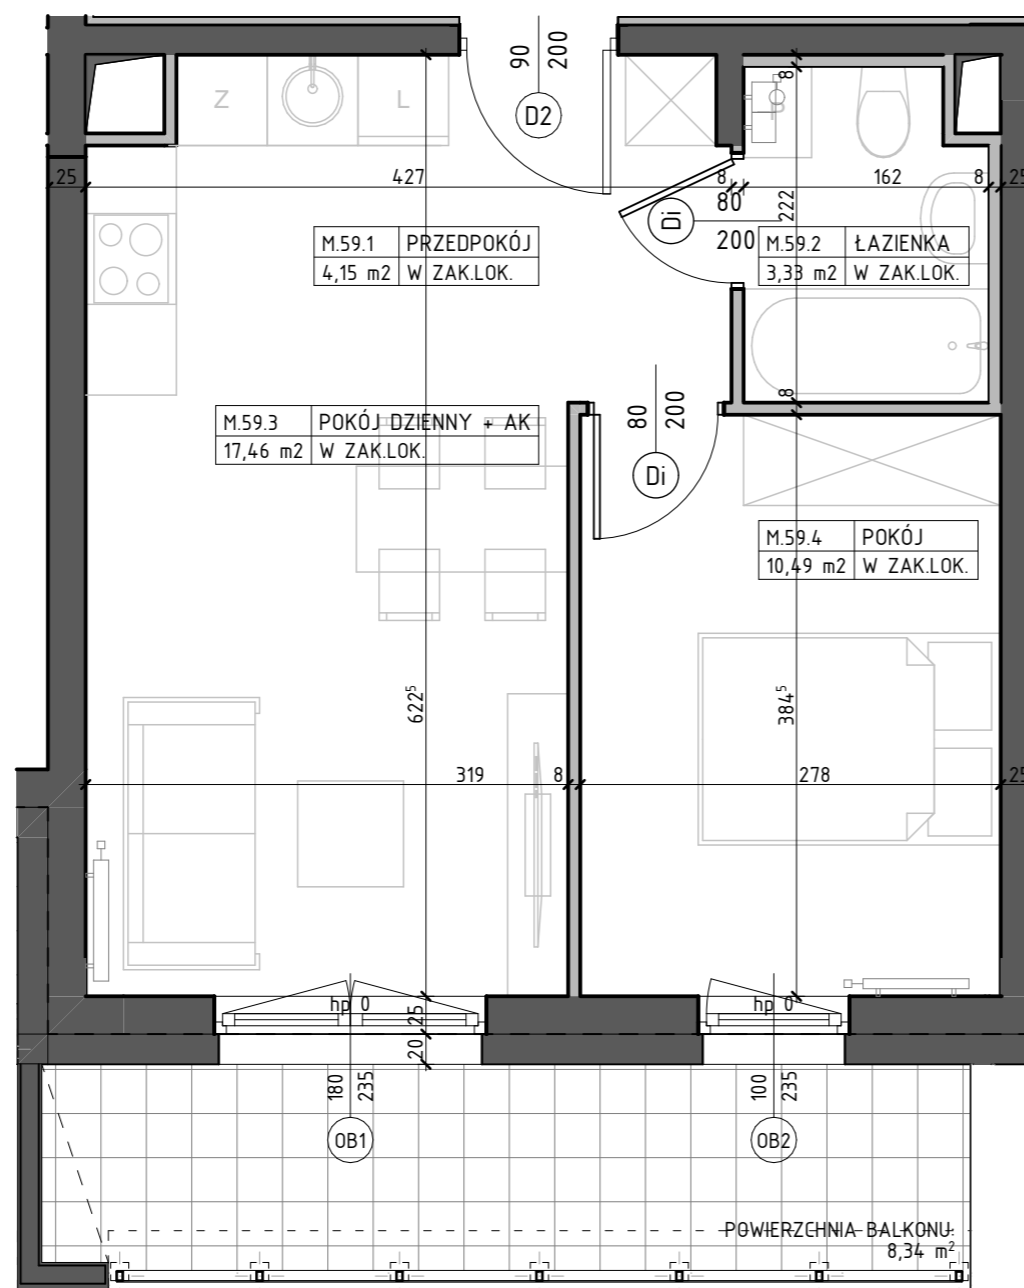 90
200
D2
Z
L
8
25
427
8
162
8
25
222
80
200
Di
M.59.1 PRZEDPOKÓJ
4,15 m2 W ZAK.LOK.
M.59.2 ŁAZIENKA
3,33 m2 W ZAK.LOK.
8
80
200
Di
M.59.3 POKÓJ DZIENNY + AK
17,46 m2 W ZAK.LOK.
M.59.4 POKÓJ
10,49 m2 W ZAK.LOK.
622⁵
384⁵
319
8
278
25
hp 0
25
20
hp 0
180
235
OB1
100
235
OB2
POWIERZCHNIA BALKONU:
8,34 m²